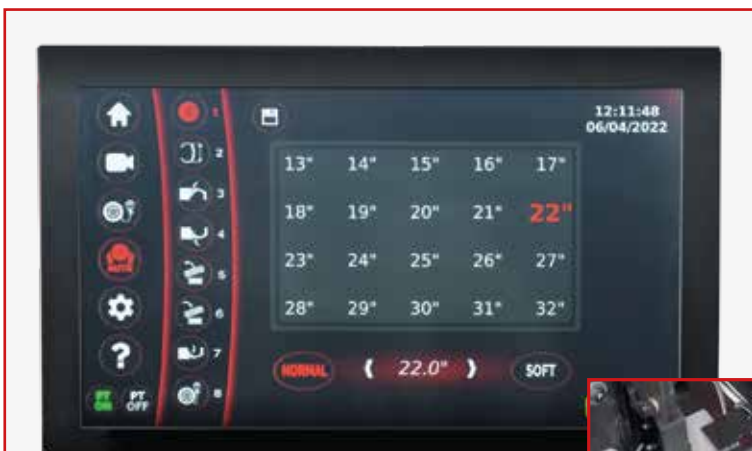 12:11:48
06/04/2022
1
2
3
4
5
6
7
8
13" 14" 15" 16" 17"
18" 19" 20" 21" 22"
23" 24" 25" 26" 27"
28" 29" 30" 31" 32"
AUTO
?
NORMAL ( 22.0" ) SOFT
PT ON PT OFF